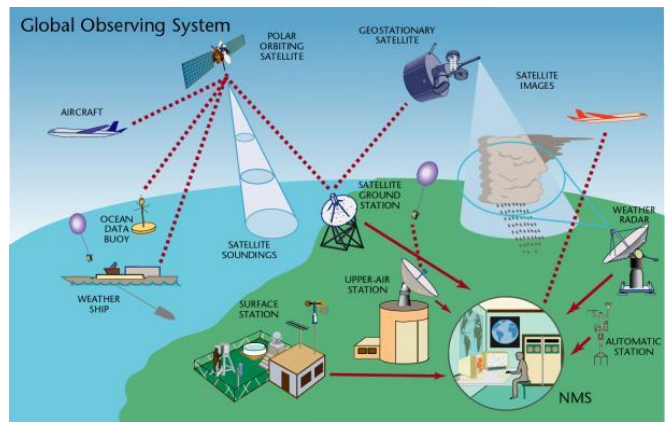 Global Observing System
POLAR
ORBITING
SATELLITE
GEOSTATIONARY
SATELLITE
SATELLITE
IMAGES
AIRCRAFT
OCEAN
DATA
BUOY
SATELLITE
SOUNDINGS
SATELLITE
GROUND
STATION
WEATHER
RADAR
WEATHER
SHIP
UPPER-AIR
STATION
SURFACE
STATION
AUTOMATIC
STATION
NMS